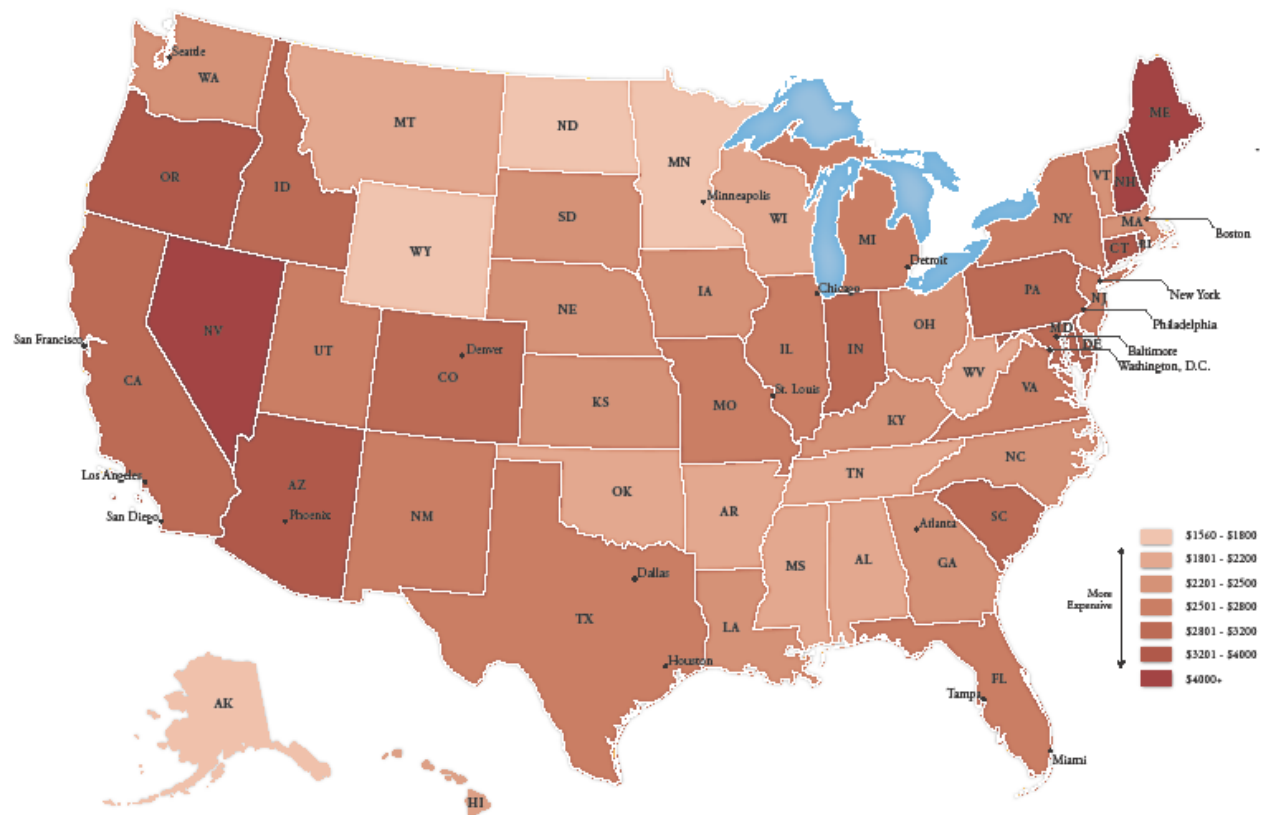 Seattle
WA
MT
ND
MN
ME
OR
ID
SD
Minneapolis
WI
VT
NH
NY
MA
Boston
WY
MI
CT
RI
Detroit
NV
NE
IA
Chicago
PA
NJ
New York
San Francisco
UT
Denver
CO
IL
IN
OH
MD
Philadelphia
DE
Baltimore
Washington, D.C.
CA
KS
MO
St. Louis
WV
VA
KY
Los Angeles
AZ
NM
OK
AR
TN
NC
San Diego
Phoenix
SC
Atlanta
Dallas
MS
AL
GA
TX
LA
Houston
FL
Tampa
Miami
AK
HI
$1560 - $1800
$1801 - $2200
$2201 - $2500
$2501 - $2800
$2801 - $3200
$3201 - $4000
$4000+
More
Expensive